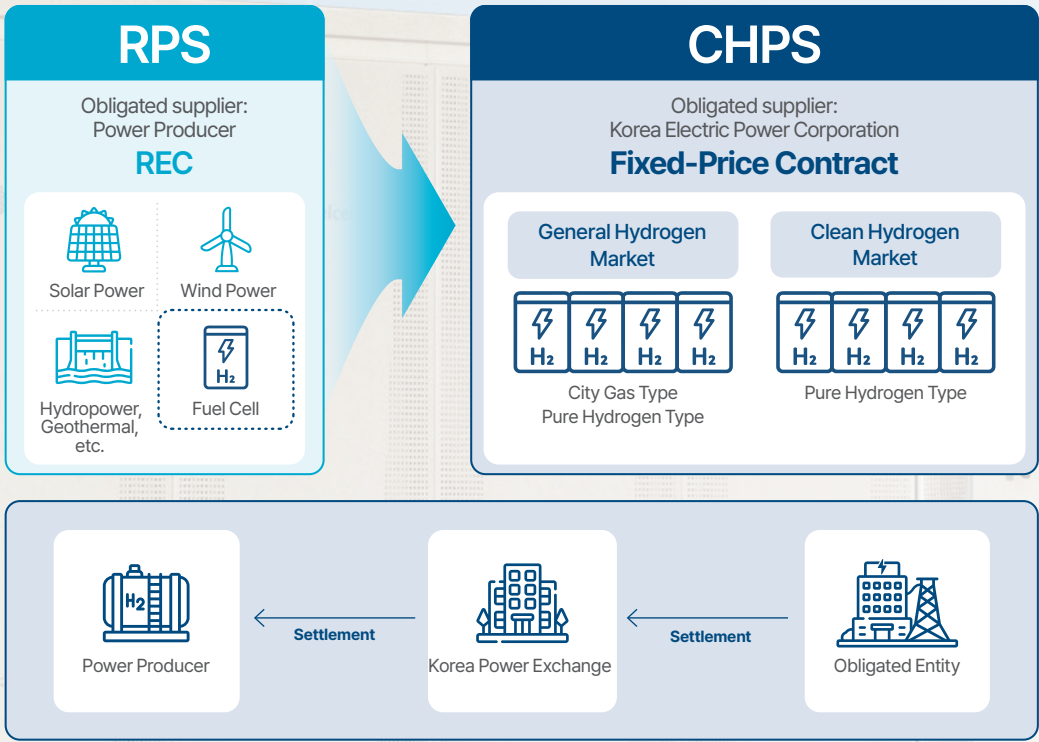 RPS
Obligated supplier:
Power Producer
REC
Solar Power
Wind Power
Hydropower,
Geothermal,
etc.
H₂
Fuel Cell
CHPS
Obligated supplier:
Korea Electric Power Corporation
Fixed-Price Contract
General Hydrogen
Market
H₂ H₂ H₂ H₂
City Gas Type
Pure Hydrogen Type
Clean Hydrogen
Market
H₂ H₂ H₂ H₂
Pure Hydrogen Type
H₂
Power Producer
Settlement
Korea Power Exchange
Settlement
Obligated Entity